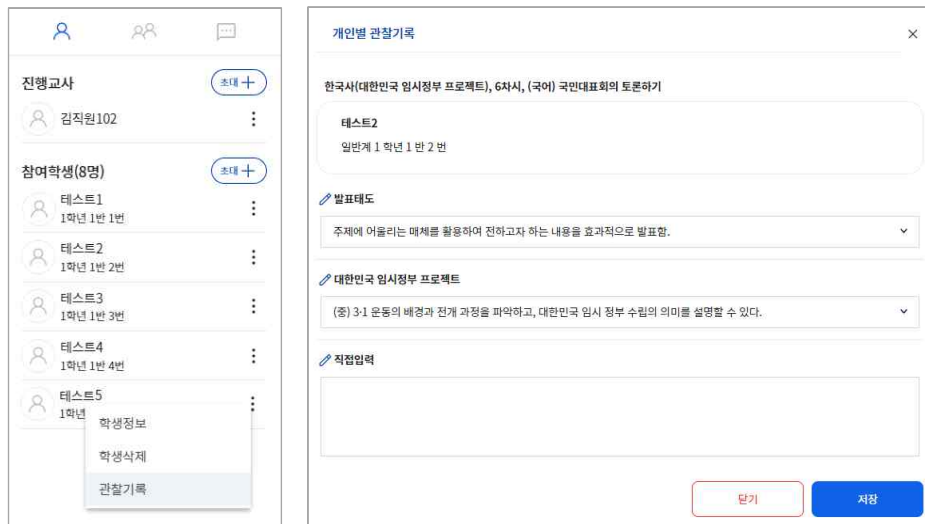 진행교사
초대 +
김직원102
참여학생(8명)
초대 +
테스트1
1학년 1반 1번
테스트2
1학년 1반 2번
테스트3
1학년 1반 3번
테스트4
1학년 1반 4번
테스트5
1학년
학생정보
학생삭제
관찰기록
개인별 관찰기록
한국사(대한민국 임시정부 프로젝트), 6차시, (국어) 국민대표회의 토론하기
테스트2
일반계 1 학년 1 반 2 번
발표태도
주제에 어울리는 매체를 활용하여 전하고자 하는 내용을 효과적으로 발표함.
대한민국 임시정부 프로젝트
(중) 3·1 운동의 배경과 전개 과정을 파악하고, 대한민국 임시 정부 수립의 의미를 설명할 수 있다.
직접입력
닫기
저장